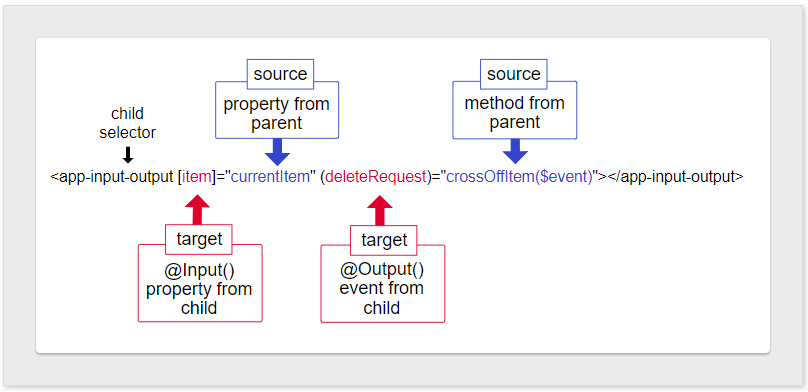 source
property from
parent
source
method from
parent
child
selector
<app-input-output [item]="currentItem" (deleteRequest)="crossOffItem($event)"></app-input-output>
target
@Input()
property from
child
target
@Output()
event from
child